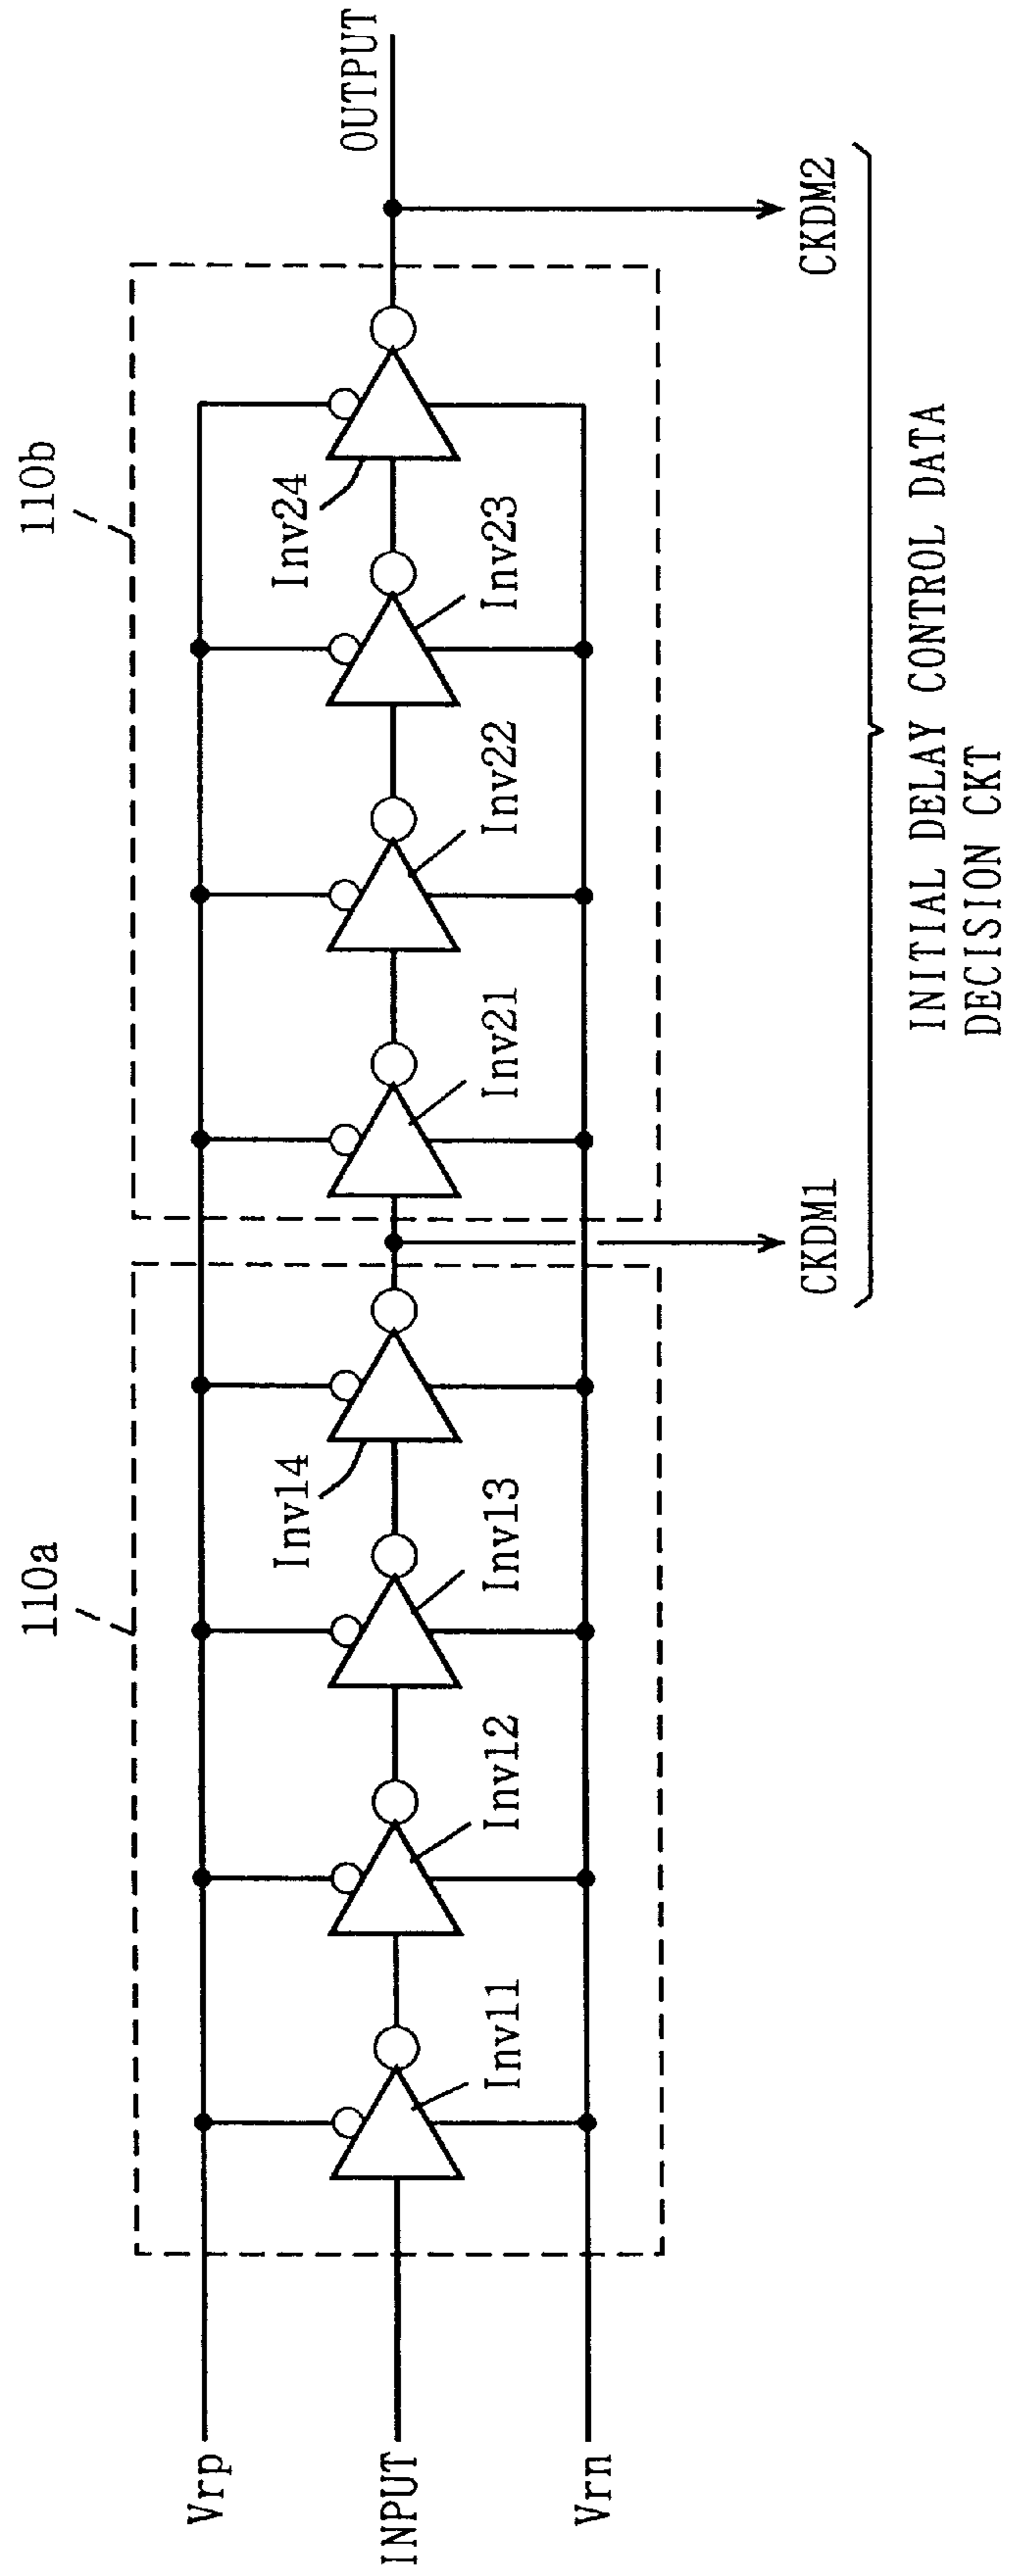 110a
110b
Vrp
INPUT
Vrn
Inv11
Inv12
Inv13
Inv14
Inv21
Inv22
Inv23
Inv24
OUTPUT
CKDM1
CKDM2
INITIAL DELAY CONTROL DATA
DECISION CKT